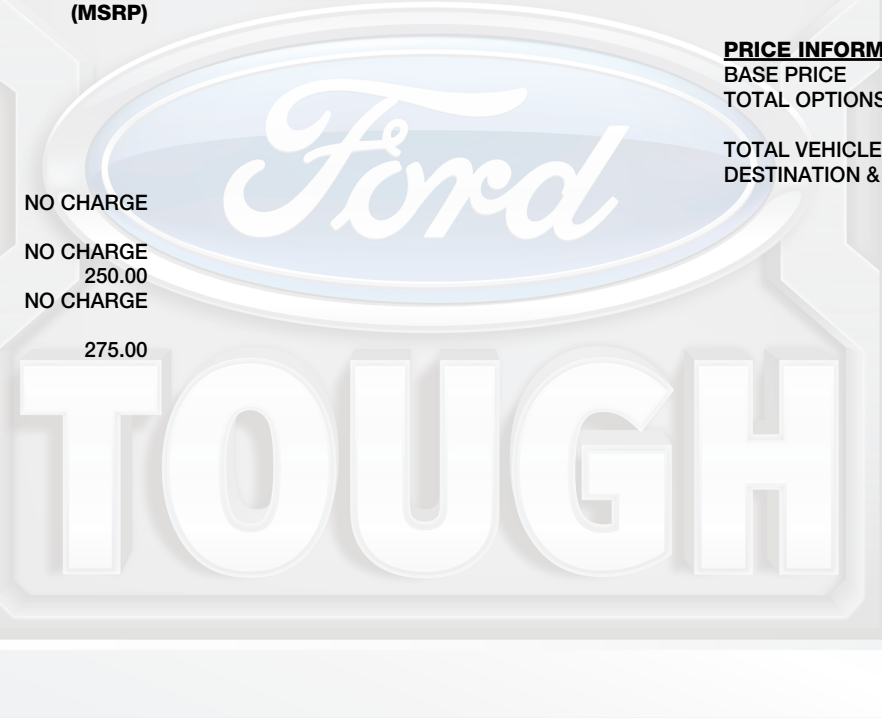 (MSRP)
NO CHARGE
NO CHARGE
250.00
NO CHARGE
275.00
PRICE INFORM
BASE PRICE
TOTAL OPTIONS
TOTAL VEHICLE
DESTINATION &
Ford
TOUGH